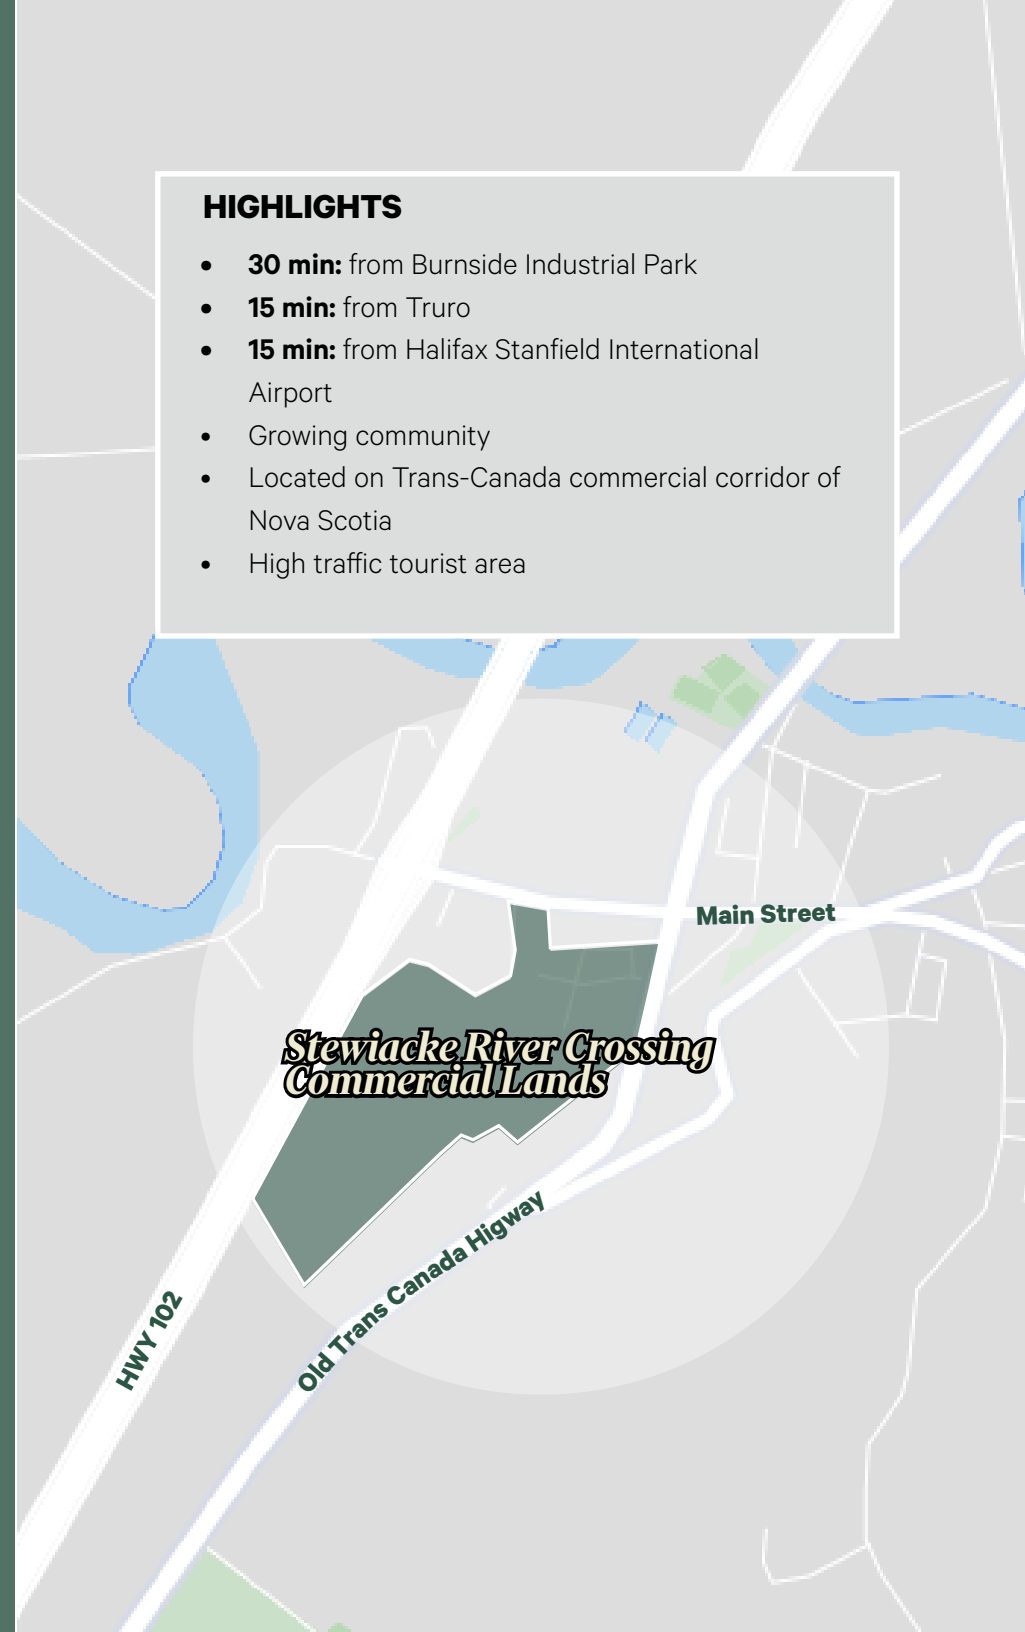 HIGHLIGHTS
• 30 min: from Burnside Industrial Park
• 15 min: from Truro
• 15 min: from Halifax Stanfield International
Airport
• Growing community
• Located on Trans-Canada commercial corridor of
Nova Scotia
• High traffic tourist area
Main Street
Stewiacke River Crossing
Commercial Lands
Old Trans Canada Higway
HWY 102